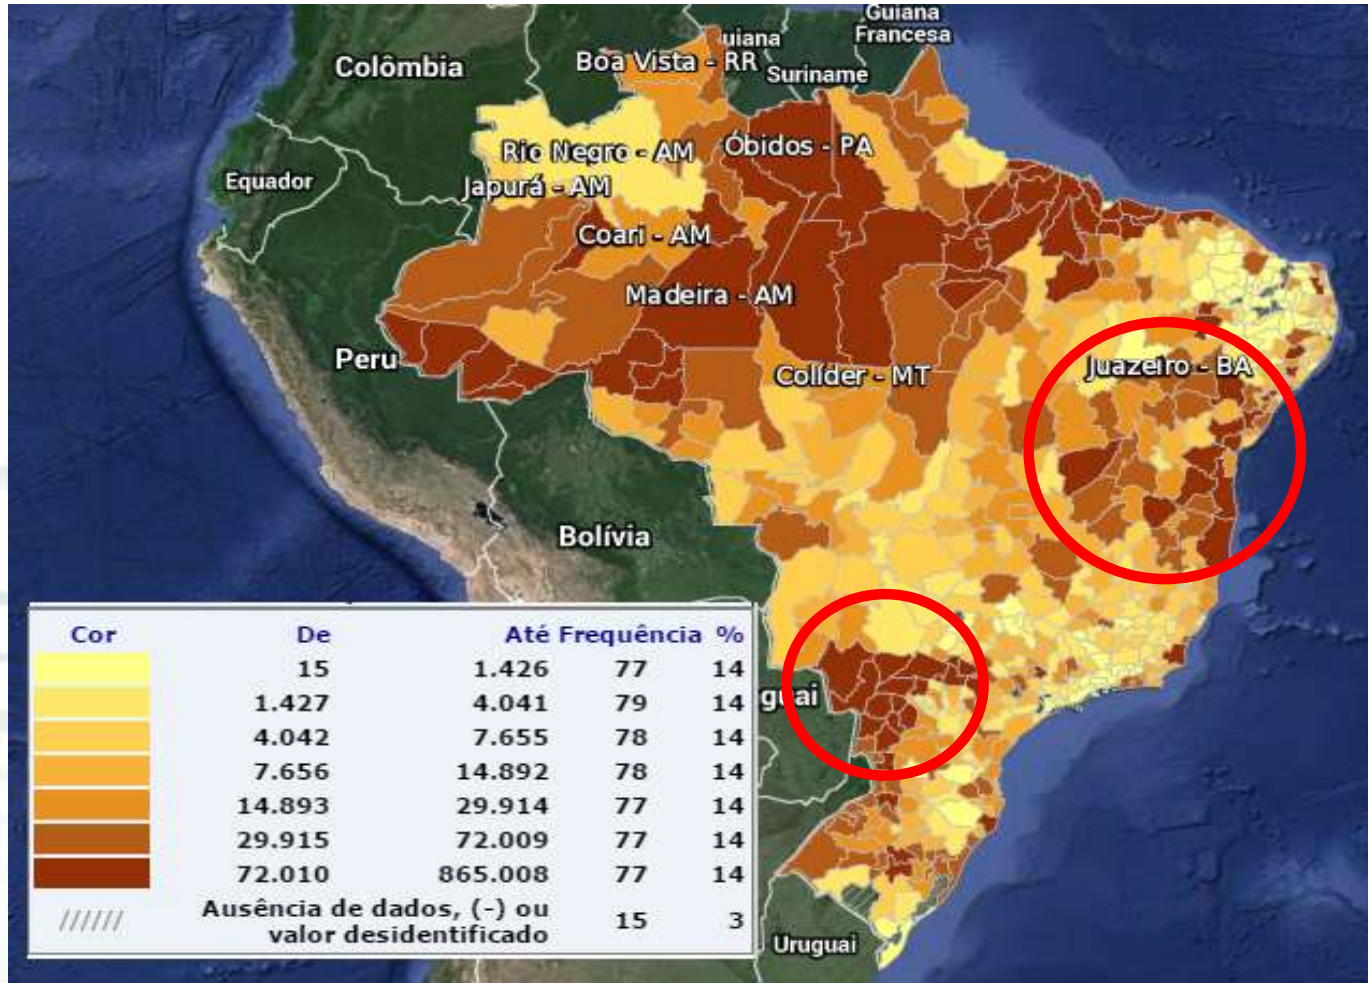 Guiana
Francesa
uiana
Suriname
Colômbia
Boa Vista - RR
Rio Negro - AM
Óbidos - PA
Equador
Japurá - AM
Coari - AM
Madeira - AM
Peru
Colíder - MT
Juazeiro - BA
Bolívia
guai
Uruguai
Cor De Até Frequência %
15 1.426 77 14
1.427 4.041 79 14
4.042 7.655 78 14
7.656 14.892 78 14
14.893 29.914 77 14
29.915 72.009 77 14
72.010 865.008 77 14
////// Ausência de dados, (-) ou
valor desidentificado 15 3